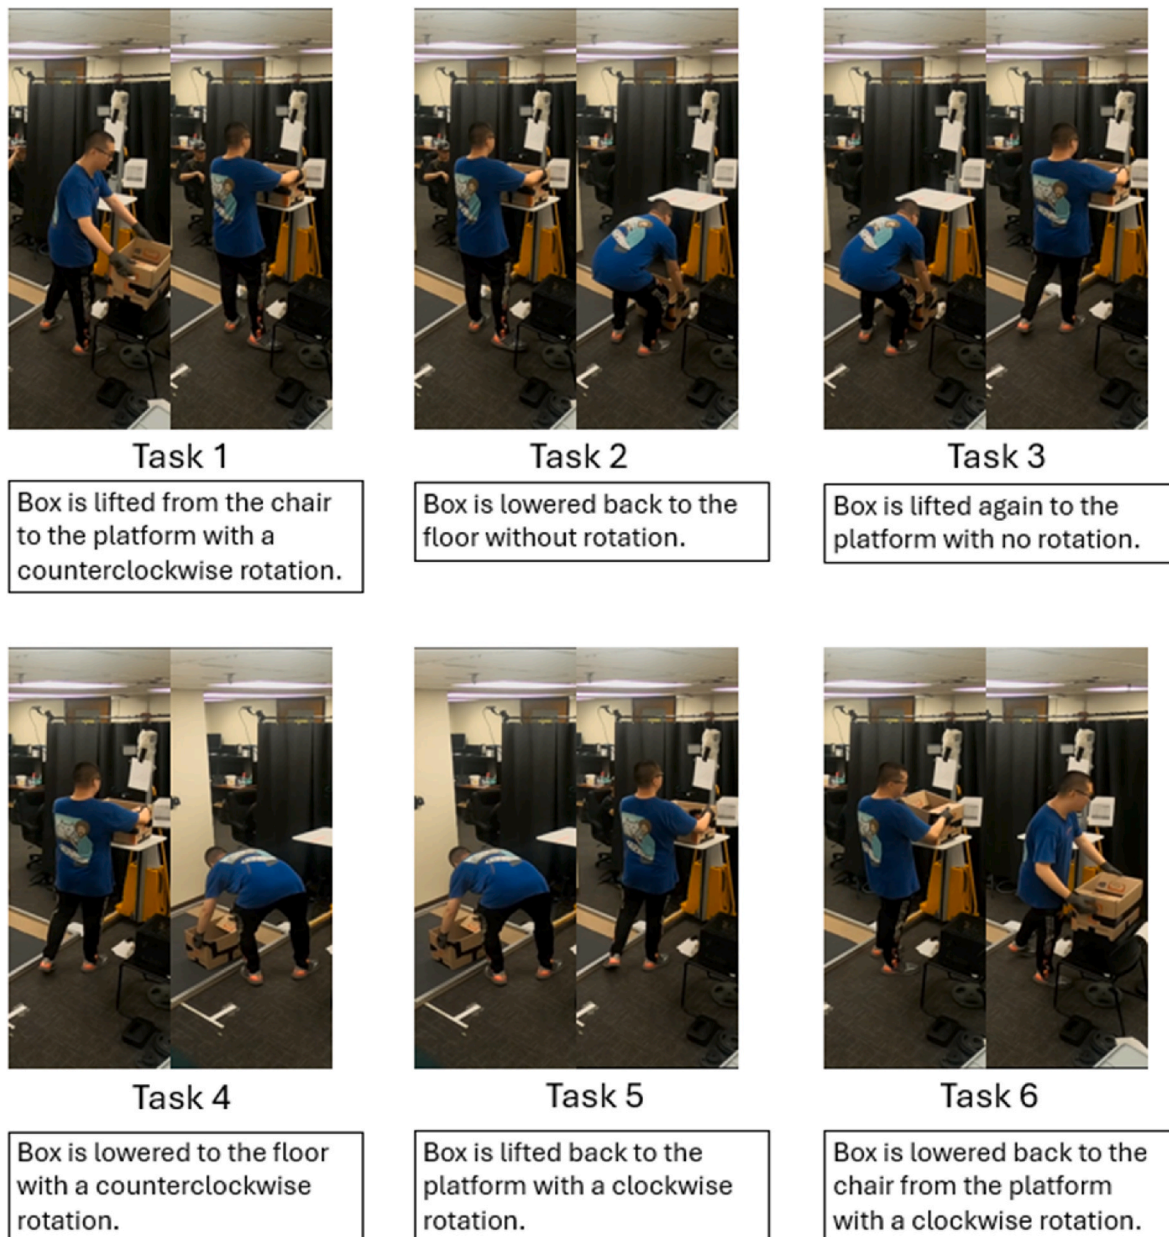 Task 1
Box is lifted from the chair
to the platform with a
counterclockwise rotation.
Task 2
Box is lowered back to the
floor without rotation.
Task 3
Box is lifted again to the
platform with no rotation.
Task 4
Box is lowered to the floor
with a counterclockwise
rotation.
Task 5
Box is lifted back to the
platform with a clockwise
rotation.
Task 6
Box is lowered back to the
chair from the platform
with a clockwise rotation.